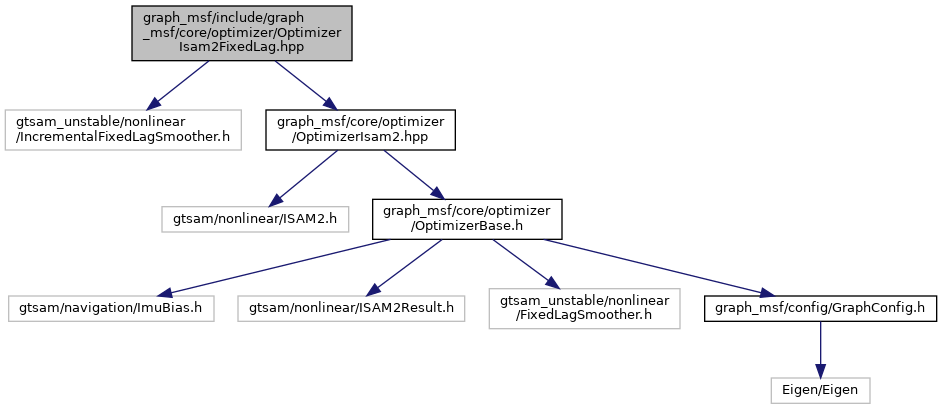 graph_msf/include/graph
_msf/core/optimizer/Optimizer
Isam2FixedLag.hpp
gtsam_unstable/nonlinear
/IncrementalFixedLagSmoother.h
graph_msf/core/optimizer
/OptimizerIsam2.hpp
gtsam/nonlinear/ISAM2.h
graph_msf/core/optimizer
/OptimizerBase.h
gtsam/navigation/ImuBias.h
gtsam/nonlinear/ISAM2Result.h
gtsam_unstable/nonlinear
/FixedLagSmoother.h
graph_msf/config/GraphConfig.h
Eigen/Eigen